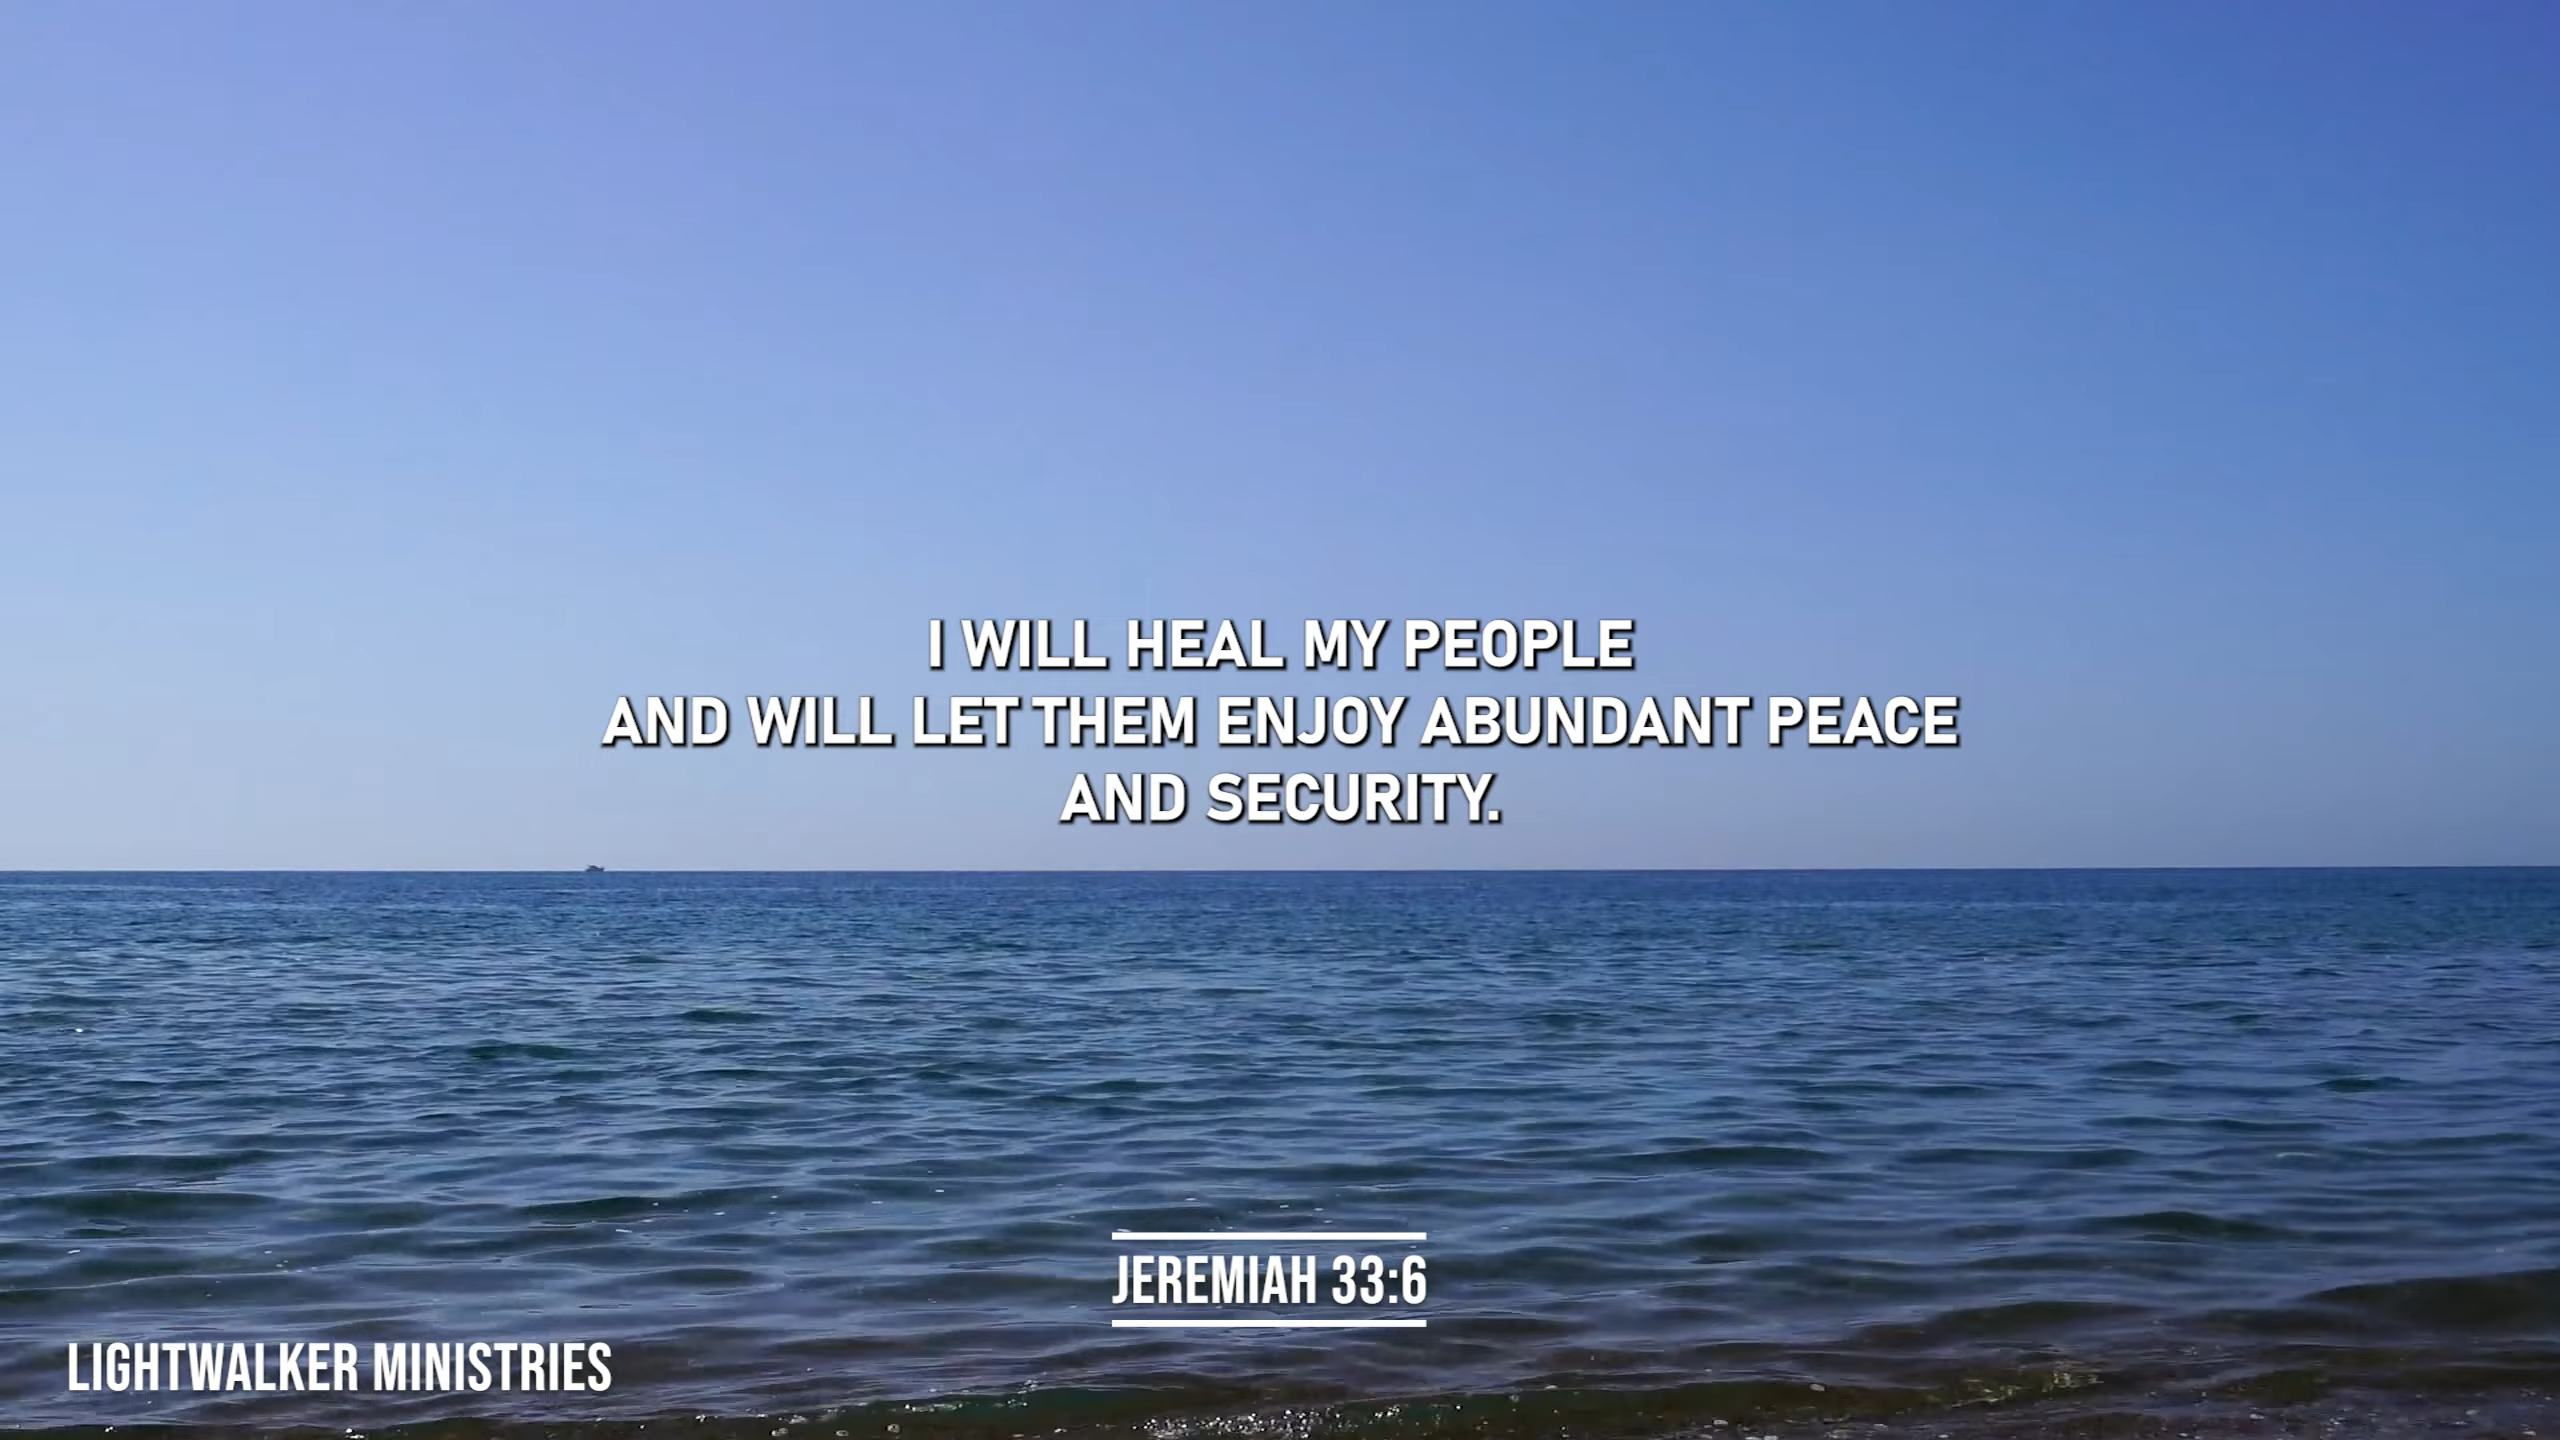 I WILL HEAL MY PEOPLE
AND WILL LET THEM ENJOY ABUNDANT PEACE
AND SECURITY.
JEREMIAH 33:6
LIGHTWALKER MINISTRIES